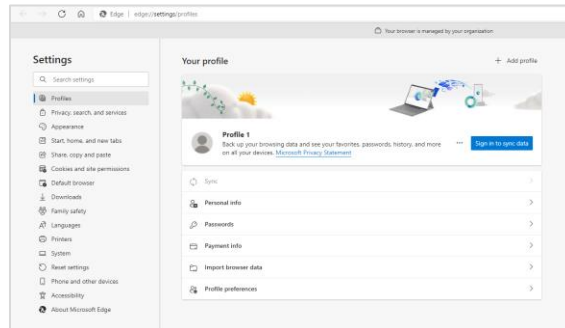 Edge | edge://settings/profiles
Your browser is managed by your organization
Settings
Search settings
Profiles
Privacy, search, and services
Appearance
Start, home, and new tabs
Share, copy and paste
Cookies and site permissions
Default browser
Downloads
Family safety
Languages
Printers
System
Reset settings
Phone and other devices
Accessibility
About Microsoft Edge
Your profile
+ Add profile
Profile 1
Back up your browsing data and see your favorites, passwords, history, and more
on all your devices. Microsoft Privacy Statement
... Sign in to sync data
Sync
Personal info
Passwords
Payment info
Import browser data
Profile preferences